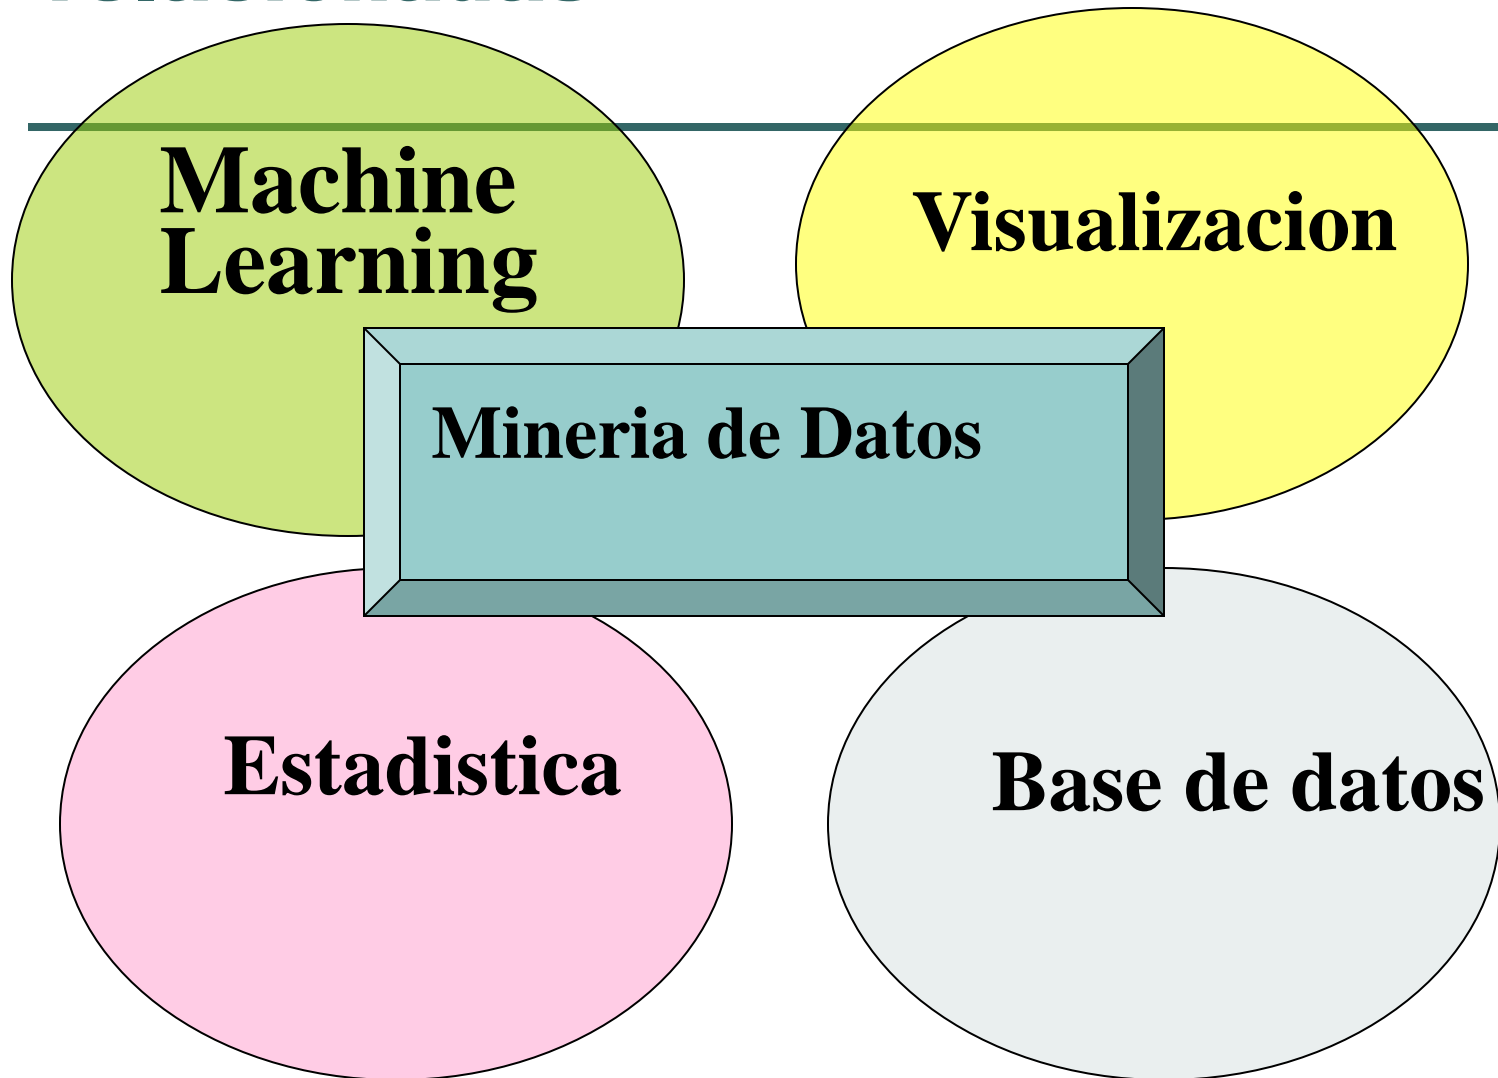 Machine
Learning
Visualizacion
Mineria de Datos
Estadistica
Base de datos